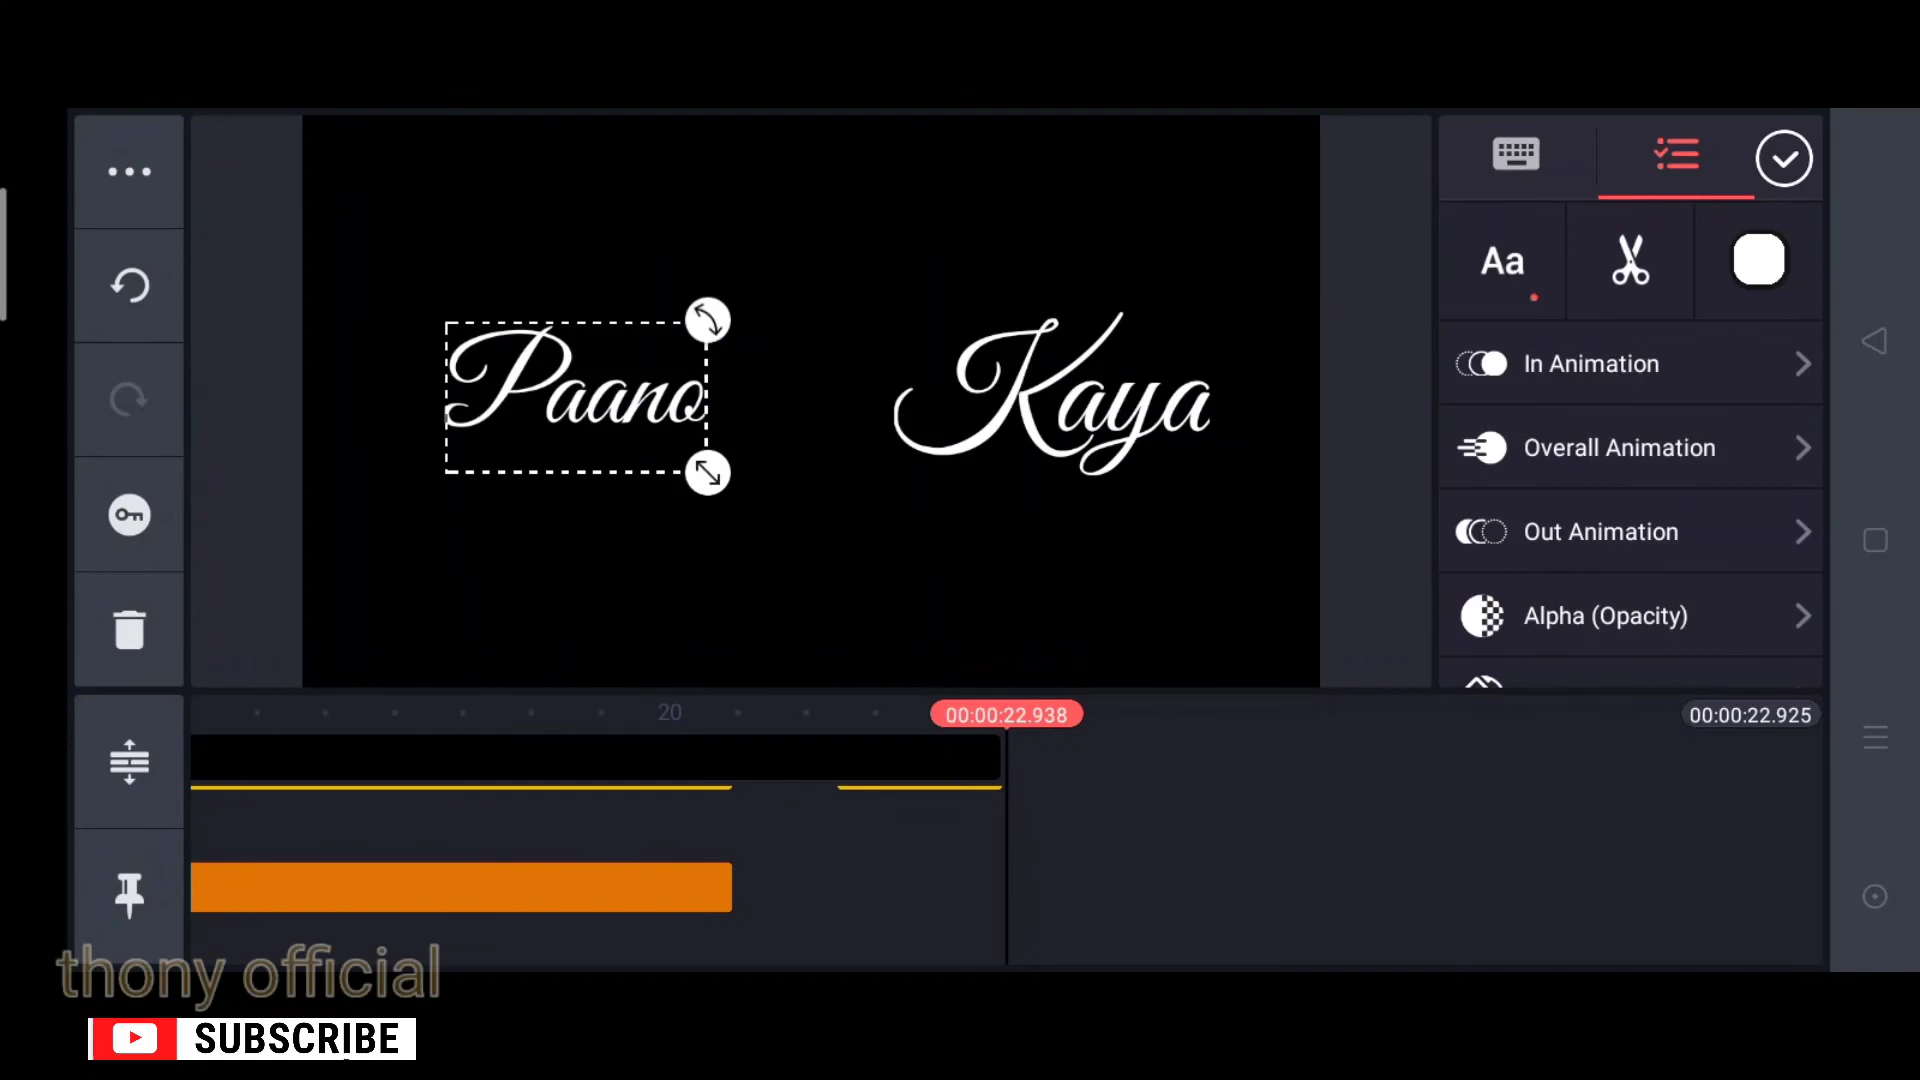 Paano Kaya
Aa
In Animation
Overall Animation
Out Animation
Alpha (Opacity)
20
00:00:22.938
00:00:22.925
thony official
SUBSCRIBE